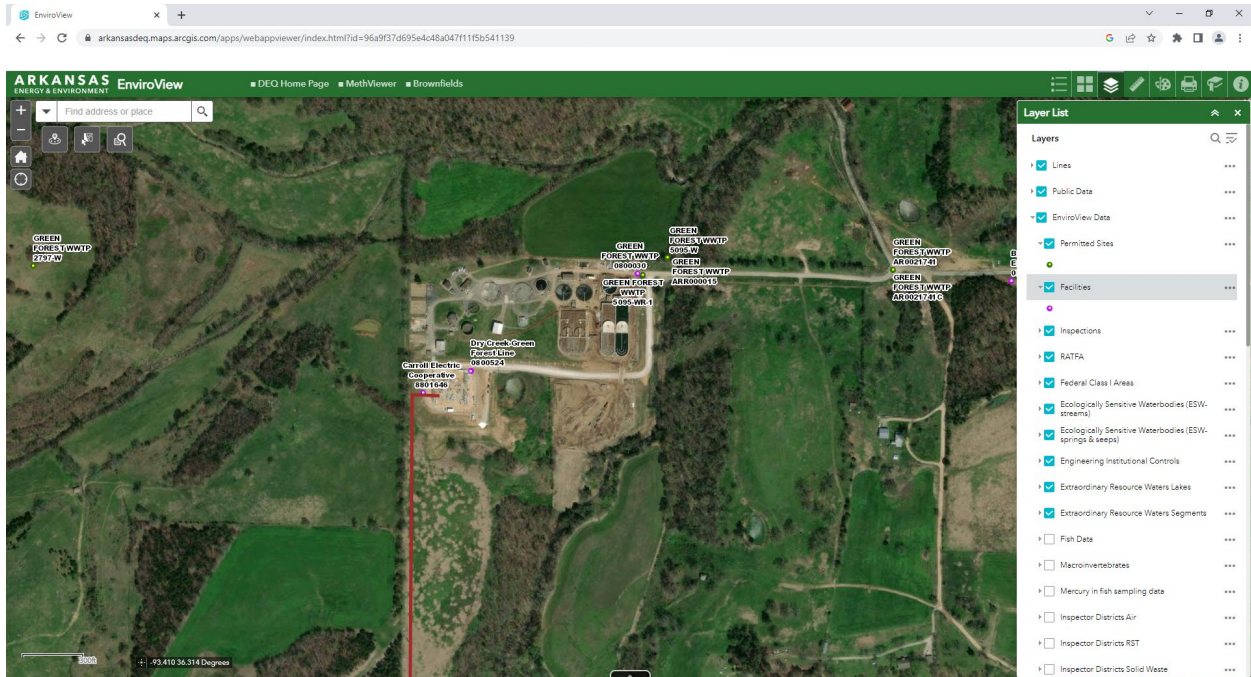 EnviroView
arkansasdeq.maps.arcgis.com/apps/webappviewer/index.html?id=96a9f37d695e4c48a047f11f5b541139
ARKANSAS
ENERGY & ENVIRONMENT
EnviroView
DEQ Home Page
MethViewer
Brownfields
Find address or place
GREEN
FOREST WWTP
2797-W
GREEN
FOREST WWTP
0800030
GREEN
FOREST WWTP
5095-W
GREEN
FOREST WWTP
ARR000015
GREEN FOREST
WWTP
5095-WR-1
GREEN
FOREST WWTP
AR0021741
GREEN
FOREST WWTP
AR0021741C
Dry Creek-Green
Forest Line
0800524
Carroll Electric
Cooperative
8801646
300ft
-93.410 36.314 Degrees
Layer List
Layers
Lines
Public Data
EnviroView Data
Permitted Sites
Facilities
Inspections
RATFA
Federal Class I Areas
Ecologically Sensitive Waterbodies (ESW-
streams)
Ecologically Sensitive Waterbodies (ESW-
springs & seeps)
Engineering Institutional Controls
Extraordinary Resource Waters Lakes
Extraordinary Resource Waters Segments
Fish Data
Macroinvertebrates
Mercury in fish sampling data
Inspector Districts Air
Inspector Districts RST
Inspector Districts Solid Waste